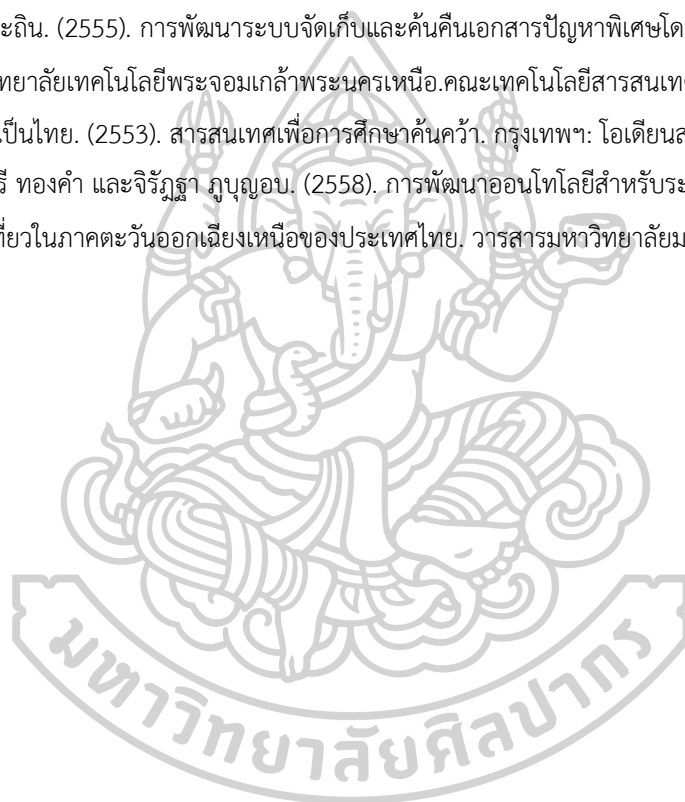 ะถิน. (2555). การพัฒนาระบบจัดเก็บและค้นคืนเอกสารปัญหาพิเศษโด
ทยาลัยเทคโนโลยีพระจอมเกล้าพระนครเหนือ.คณะเทคโนโลยีสารสนเท
เป็นไทย. (2553). สารสนเทศเพื่อการศึกษาค้นคว้า. กรุงเทพฯ: โอเดียนส
รี ทองคำ และจิรัฎฐา ภูบุญอบ. (2558). การพัฒนาออนโทโลยีสำหรับระ
ที่ยวในภาคตะวันออกเฉียงเหนือของประเทศไทย. วารสารมหาวิทยาลัยม
มหาวิทยาลัยศิลปากร